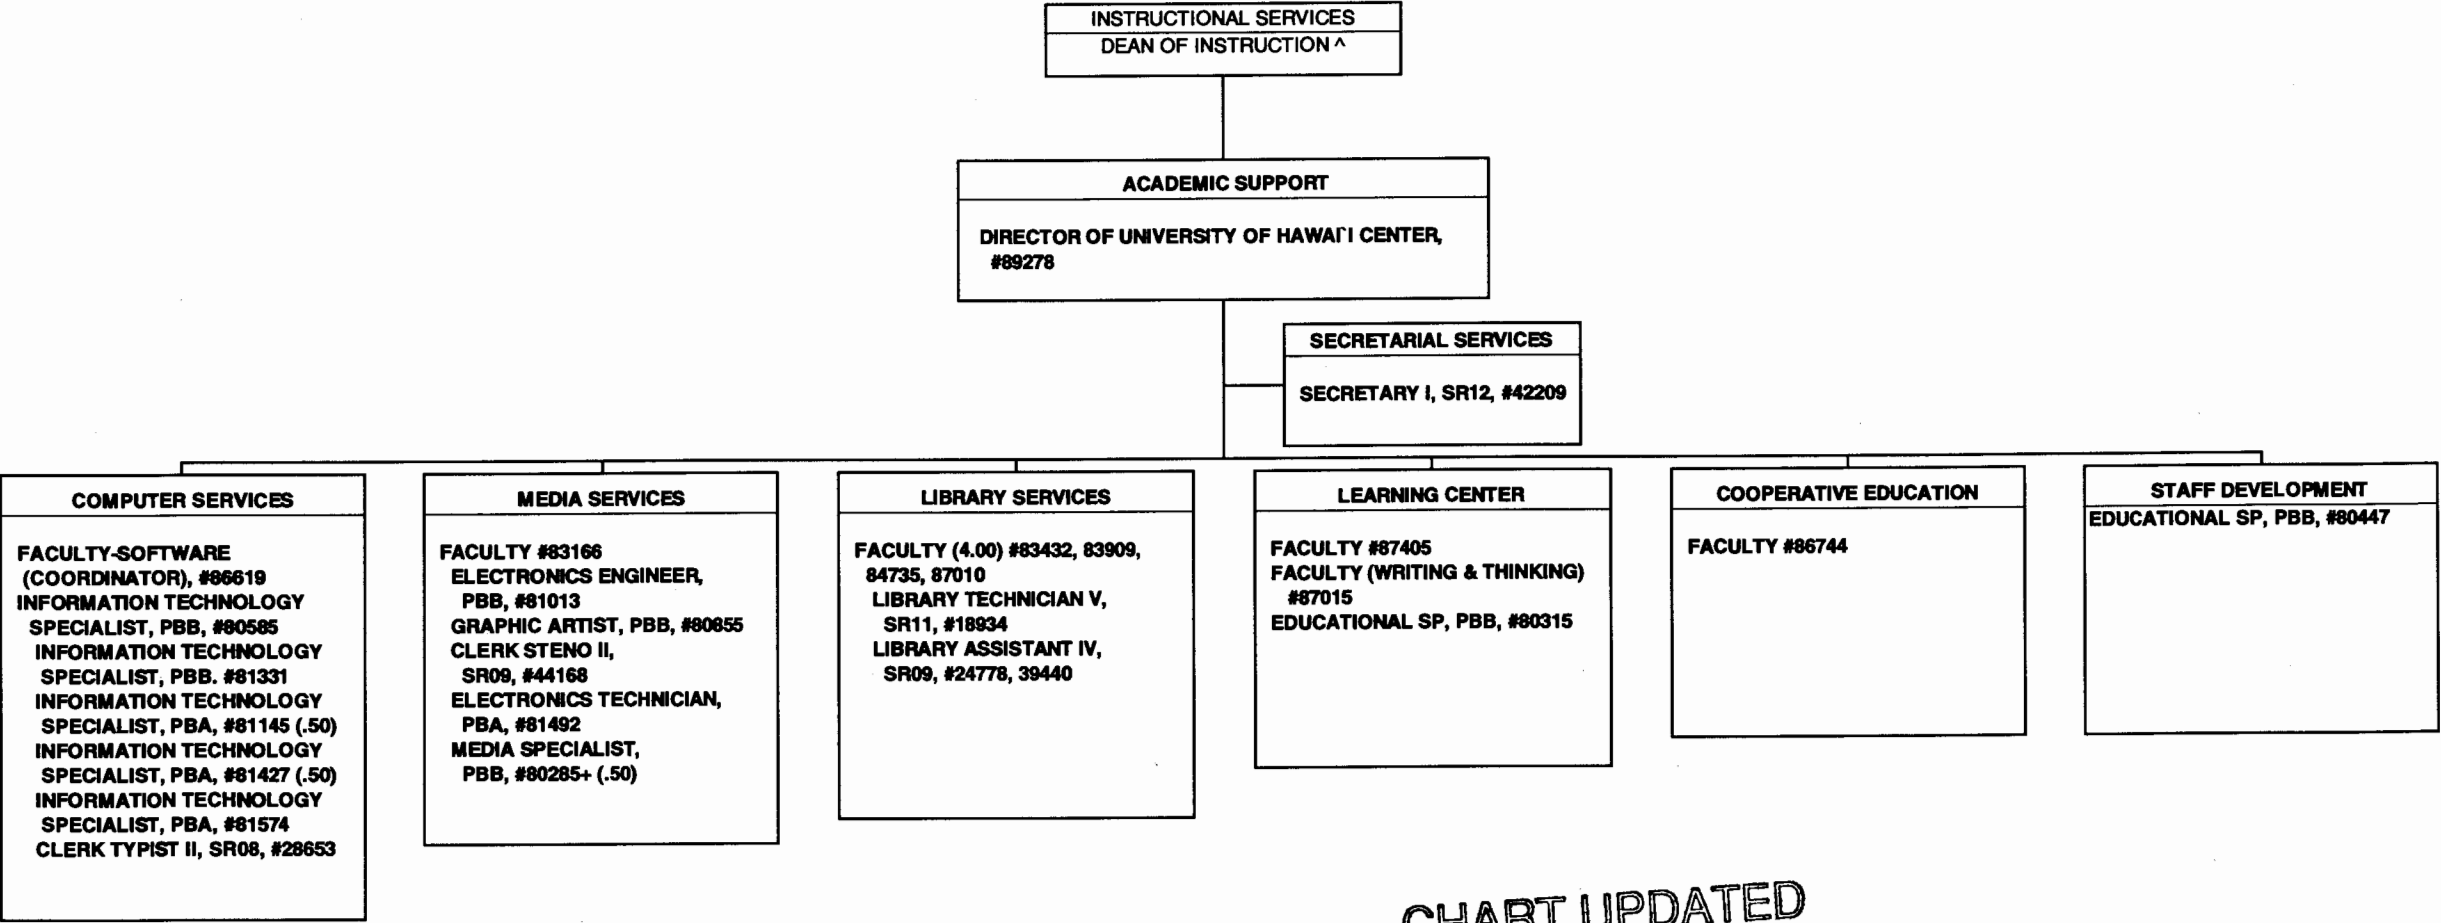 INSTRUCTIONAL SERVICES
DEAN OF INSTRUCTION ^
ACADEMIC SUPPORT
DIRECTOR OF UNIVERSITY OF HAWAI`I CENTER,
#89278
SECRETARIAL SERVICES
SECRETARY I, SR12, #42209
COMPUTER SERVICES
FACULTY-SOFTWARE
(COORDINATOR), #86619
INFORMATION TECHNOLOGY
SPECIALIST, PBB, #80585
INFORMATION TECHNOLOGY
SPECIALIST, PBB. #81331
INFORMATION TECHNOLOGY
SPECIALIST, PBA, #81145 (.50)
INFORMATION TECHNOLOGY
SPECIALIST, PBA, #81427 (.50)
INFORMATION TECHNOLOGY
SPECIALIST, PBA, #81574
CLERK TYPIST II, SR08, #28653
MEDIA SERVICES
FACULTY #83166
ELECTRONICS ENGINEER,
PBB, #81013
GRAPHIC ARTIST, PBB, #80855
CLERK STENO II,
SR09, #44168
ELECTRONICS TECHNICIAN,
PBA, #81492
MEDIA SPECIALIST,
PBB, #80285+ (.50)
LIBRARY SERVICES
FACULTY (4.00) #83432, 83909,
84735, 87010
LIBRARY TECHNICIAN V,
SR11, #18934
LIBRARY ASSISTANT IV,
SR09, #24778, 39440
LEARNING CENTER
FACULTY #87405
FACULTY (WRITING & THINKING)
#87015
EDUCATIONAL SP, PBB, #80315
COOPERATIVE EDUCATION
FACULTY #86744
STAFF DEVELOPMENT
EDUCATIONAL SP, PBB, #80447
CHART UPDATED